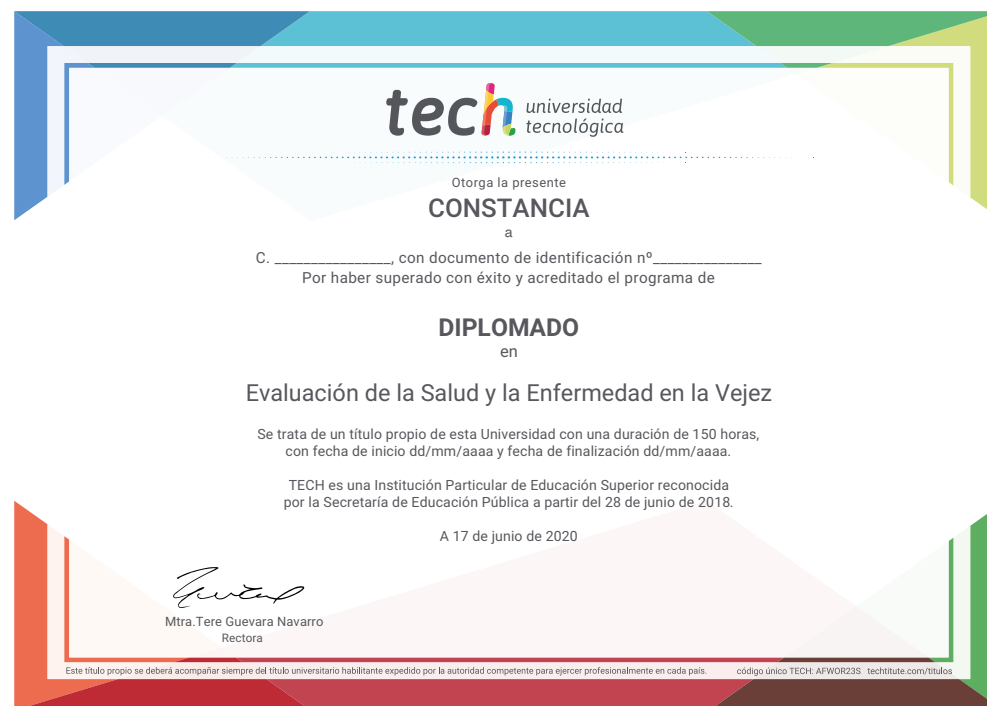 tech universidad
tecnológica
Otorga la presente
CONSTANCIA
a
C. ________________, con documento de identificación nº_______________
Por haber superado con éxito y acreditado el programa de
DIPLOMADO
en
Evaluación de la Salud y la Enfermedad en la Vejez
Se trata de un título propio de esta Universidad con una duración de 150 horas,
con fecha de inicio dd/mm/aaaa y fecha de finalización dd/mm/aaaa.
TECH es una Institución Particular de Educación Superior reconocida
por la Secretaría de Educación Pública a partir del 28 de junio de 2018.
A 17 de junio de 2020
Mtra.Tere Guevara Navarro
Rectora
Este título propio se deberá acompañar siempre del título universitario habilitante expedido por la autoridad competente para ejercer profesionalmente en cada país. código único TECH: AFWOR23S techtitute.com/titulos